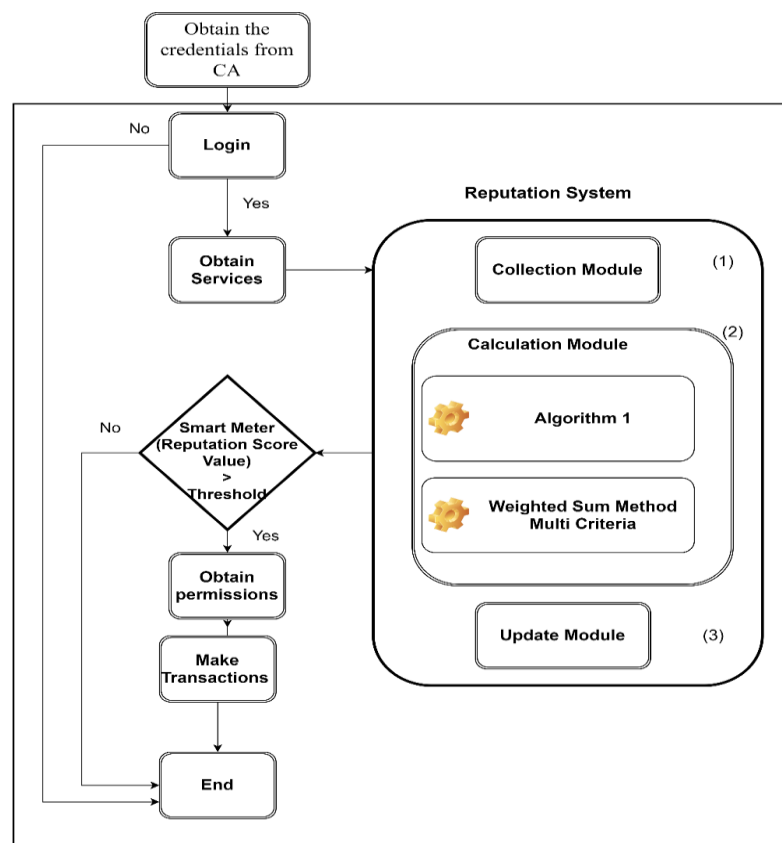 Obtain the
credentials from
CA
No
Login
Yes
Reputation System
Obtain
Services
Collection Module
(1)
(2)
Calculation Module
Algorithm 1
No
Smart Meter
(Reputation Score
Value)
>
Threshold
Weighted Sum Method
Multi Criteria
Yes
Obtain
permissions
Update Module
(3)
Make
Transactions
End